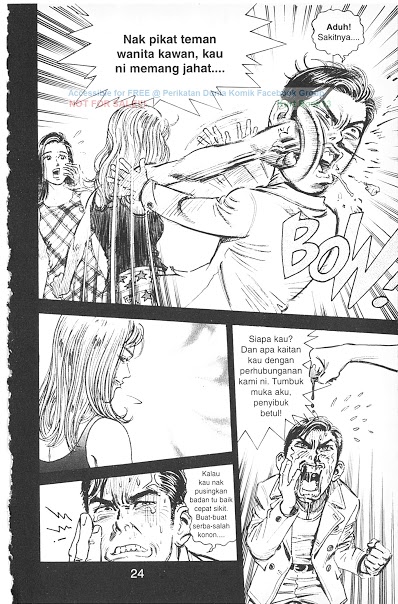 Nak pikat teman
wanita kawan, kau
ni memang jahat....
Aduh!
Sakitnya....
Accessible for FREE @ Perikatan Dunia Komik Facebook Group
NOT FOR SALE!!
BOW!
Siapa kau?
Dan apa kaitan
kau dengan
perhubunganan
kami ni. Tumbuk
muka aku,
penyibuk
betul!
Kalau
kau nak
pusingkan
badan tu baik
cepat sikit.
Buat-buat
serba-salah
konon....
24